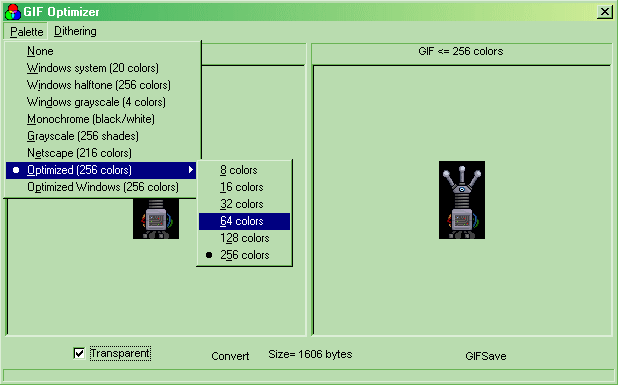 GIF Optimizer
Palette Dithering
None
Windows system (20 colors)
Windows halftone (256 colors)
Windows grayscale (4 colors)
Monochrome (black/white)
Grayscale (256 shades)
Netscape (216 colors)
Optimized (256 colors)
Optimized Windows (256 colors)
8 colors
16 colors
32 colors
64 colors
128 colors
256 colors
GIF <= 256 colors
Transparent
Convert
Size= 1606 bytes
GIFSave